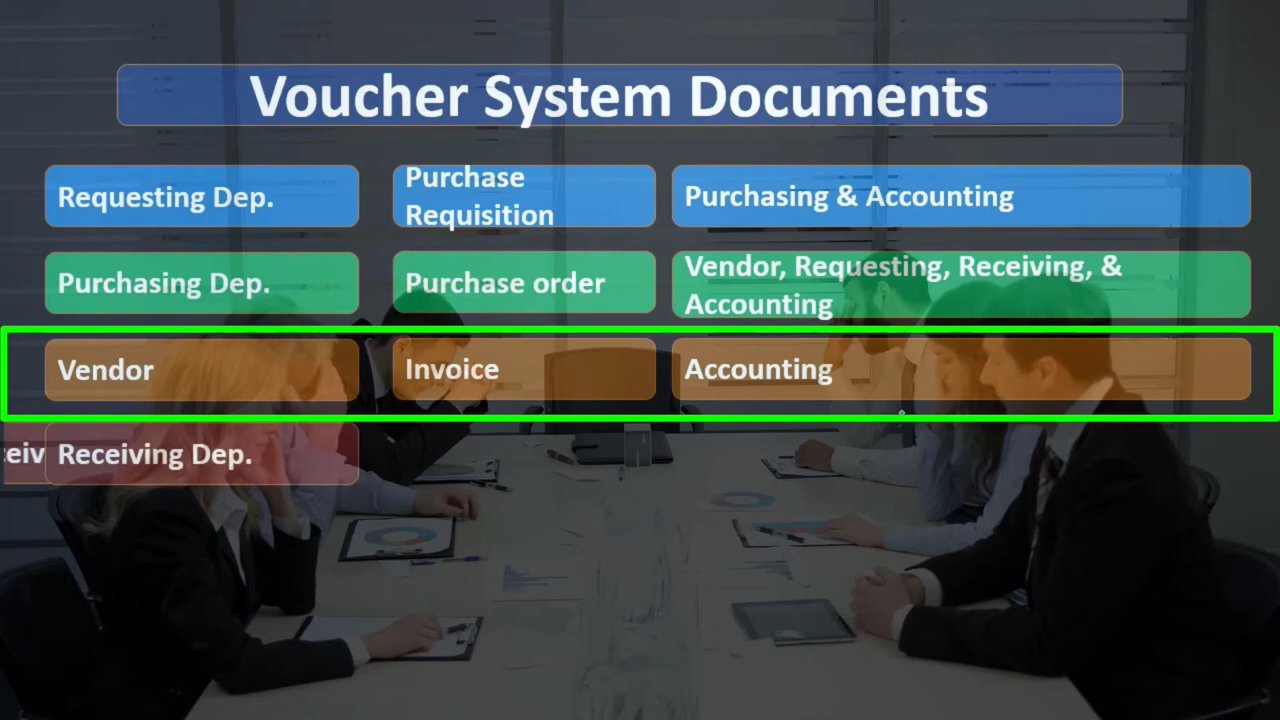 Voucher System Documents
Requesting Dep.
Purchase
Requisition
Purchasing & Accounting
Purchasing Dep.
Purchase order
Vendor, Requesting, Receiving, &
Accounting
Vendor
Invoice
Accounting
eiv
Receiving Dep.